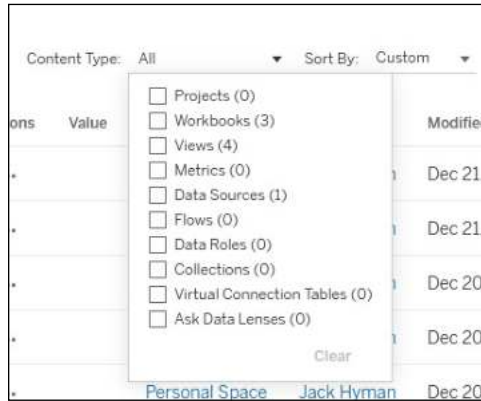 Content Type: All Sort By: Custom
Projects (0)
ons Value Workbooks (3) Modifie
Views (4)
Metrics (0) Dec 21
Data Sources (1)
Flows (0) Dec 21
Data Roles (0)
Collections (0) Dec 20
Virtual Connection Tables (0)
Ask Data Lenses (0) Dec 20
Clear
Personal Space Jack Hyman Dec 20